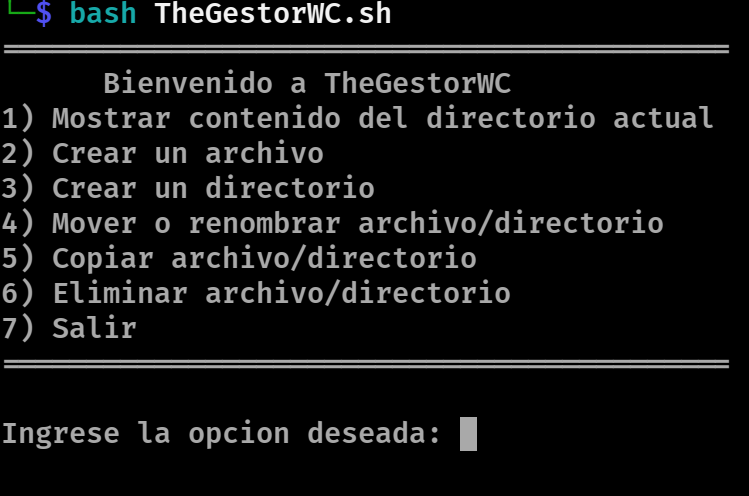 └─$ bash TheGestorWC.sh
===========================================
      Bienvenido a TheGestorWC
1) Mostrar contenido del directorio actual
2) Crear un archivo
3) Crear un directorio
4) Mover o renombrar archivo/directorio
5) Copiar archivo/directorio
6) Eliminar archivo/directorio
7) Salir
===========================================
Ingrese la opcion deseada: